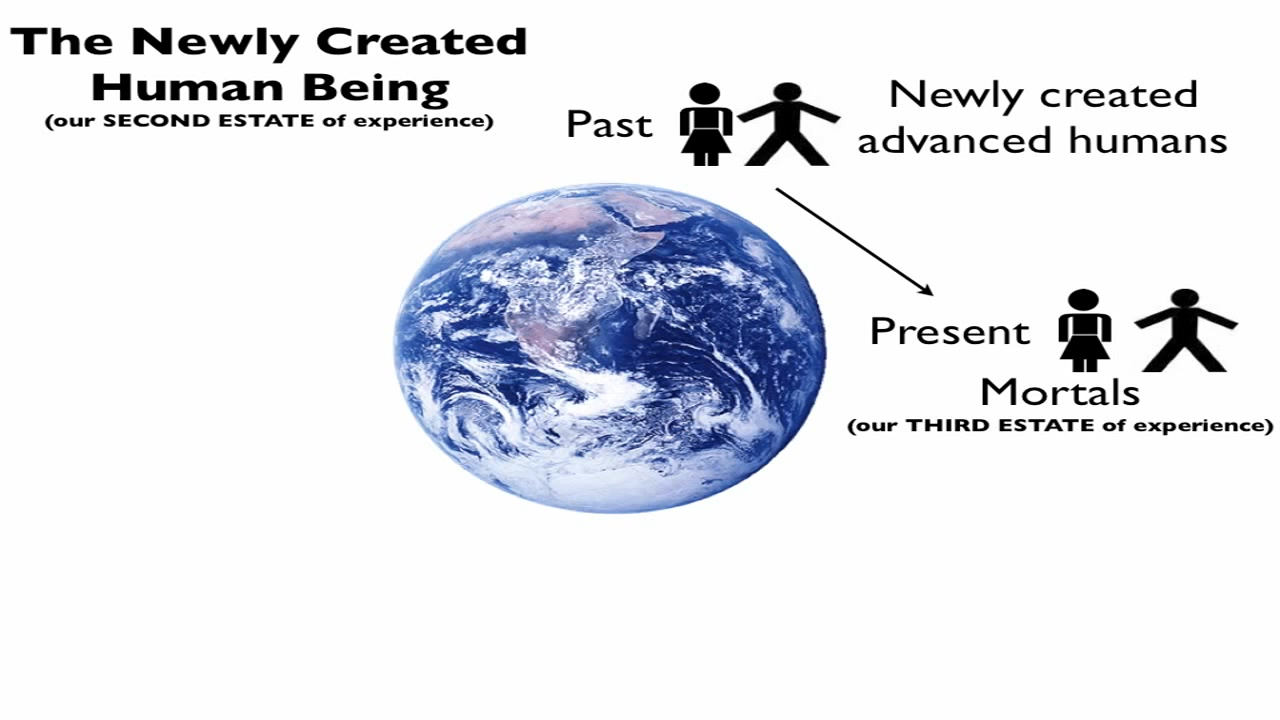 The Newly Created
Human Being
(our SECOND ESTATE of experience)
Past
Newly created
advanced humans
Present
Mortals
(our THIRD ESTATE of experience)